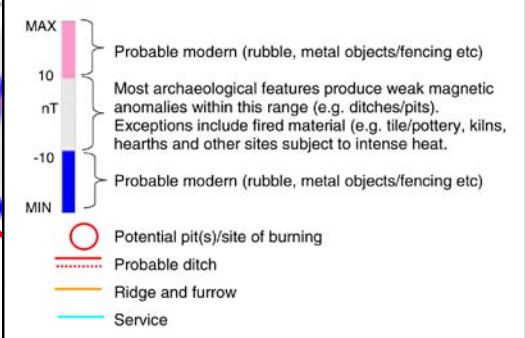 MAX
Probable modern (rubble, metal objects/fencing etc)
10
Most archaeological features produce weak magnetic
nT
anomalies within this range (e.g. ditches/pits).
Exceptions include fired material (e.g. tile/pottery, kilns,
hearths and other sites subject to intense heat.
-10
Probable modern (rubble, metal objects/fencing etc)
MIN
Potential pit(s)/site of burning
Probable ditch
Ridge and furrow
Service